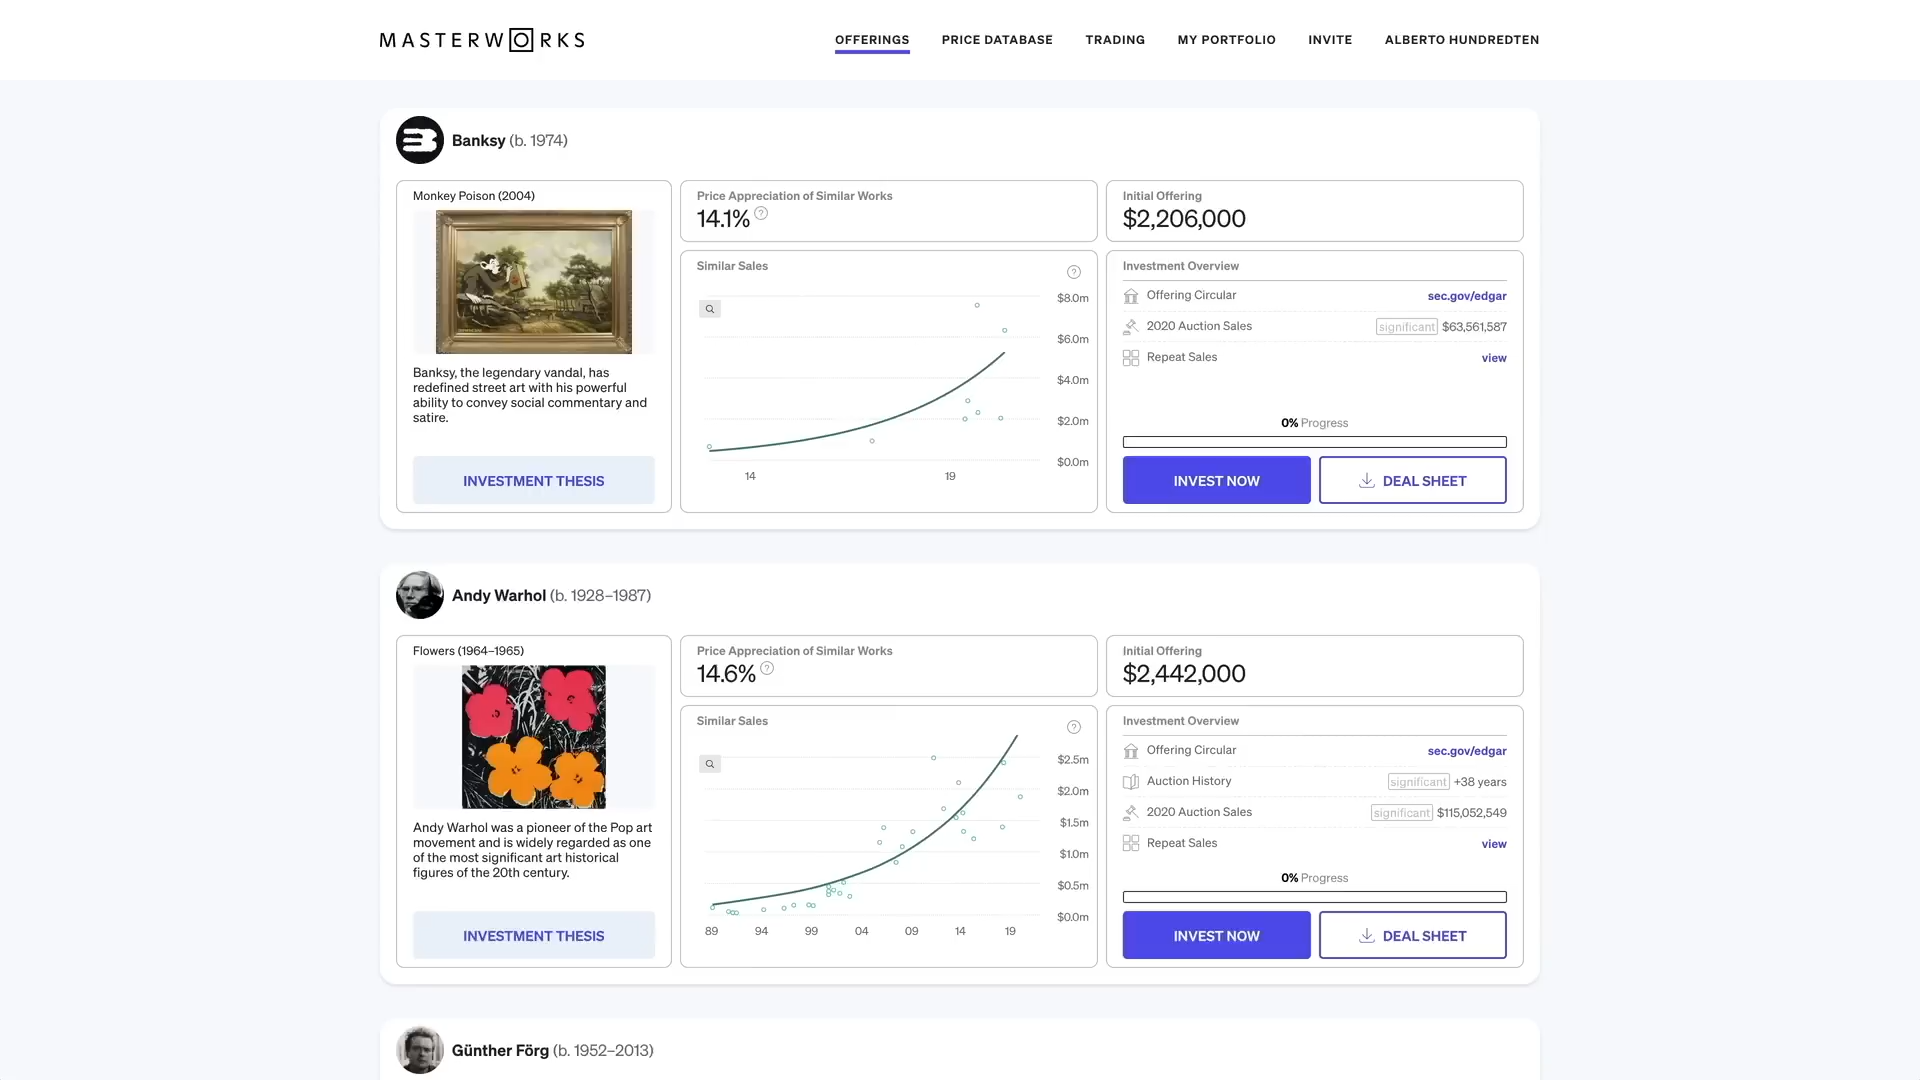 MASTERWORKS
OFFERINGS
PRICE DATABASE
TRADING
MY PORTFOLIO
INVITE
ALBERTO HUNDREDTEN
Banksy (b. 1974)
Monkey Poison (2004)
Banksy, the legendary vandal, has
redefined street art with his powerful
ability to convey social commentary and
satire.
INVESTMENT THESIS
Price Appreciation of Similar Works
14.1% ?
Similar Sales
?
$8.0m
$6.0m
$4.0m
$2.0m
$0.0m
14
19
Initial Offering
$2,206,000
Investment Overview
Offering Circular sec.gov/edgar
2020 Auction Sales significant $63,561,587
Repeat Sales view
0% Progress
INVEST NOW
DEAL SHEET
Andy Warhol (b. 1928–1987)
Flowers (1964–1965)
Andy Warhol was a pioneer of the Pop art
movement and is widely regarded as one
of the most significant art historical
figures of the 20th century.
INVESTMENT THESIS
Price Appreciation of Similar Works
14.6% ?
Similar Sales
?
$2.5m
$2.0m
$1.5m
$1.0m
$0.5m
$0.0m
89
94
99
04
09
14
19
Initial Offering
$2,442,000
Investment Overview
Offering Circular sec.gov/edgar
Auction History significant +38 years
2020 Auction Sales significant $115,052,549
Repeat Sales view
0% Progress
INVEST NOW
DEAL SHEET
Günther Förg (b. 1952–2013)